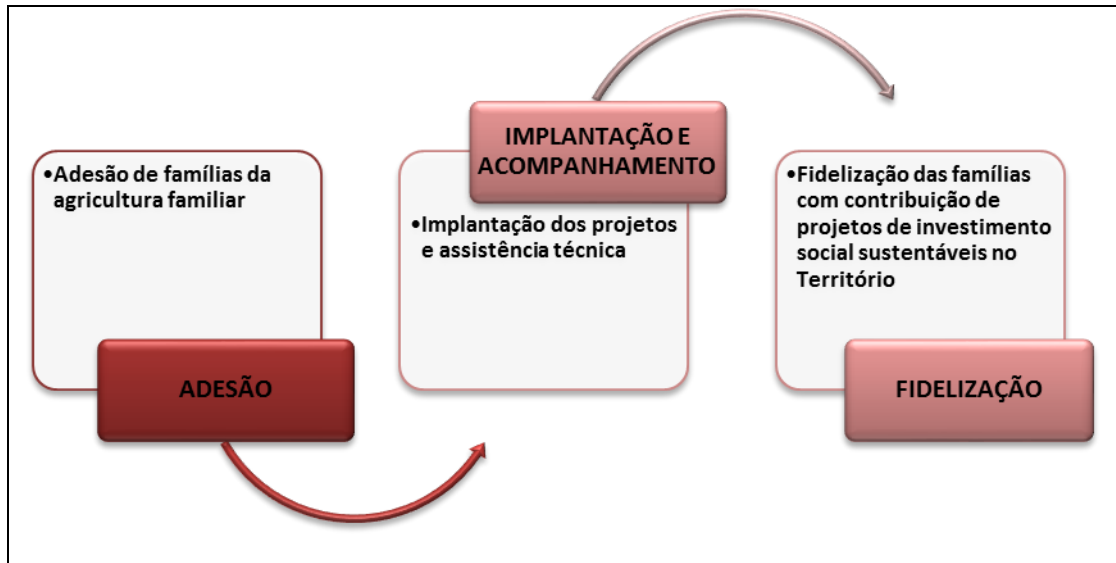 •Adesão de famílias da
agricultura familiar
ADESÃO
IMPLANTAÇÃO E
ACOMPANHAMENTO
•Implantação dos projetos
e assistência técnica
•Fidelização das famílias
com contribuição de
projetos de investimento
social sustentáveis no
Território
FIDELIZAÇÃO